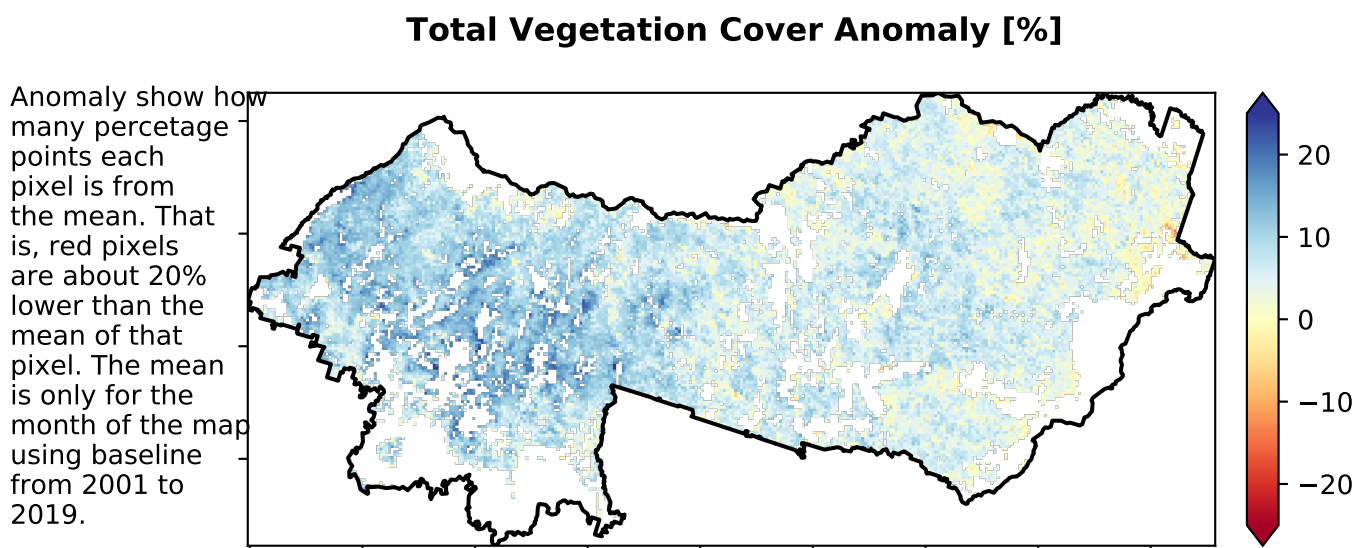 Total Vegetation Cover Anomaly [%]
Anomaly show how
many percetage
points each
pixel is from
the mean. That
is, red pixels
are about 20%
lower than the
mean of that
pixel. The mean
is only for the
month of the map
using baseline
from 2001 to
2019.
20
10
0
−10
−20